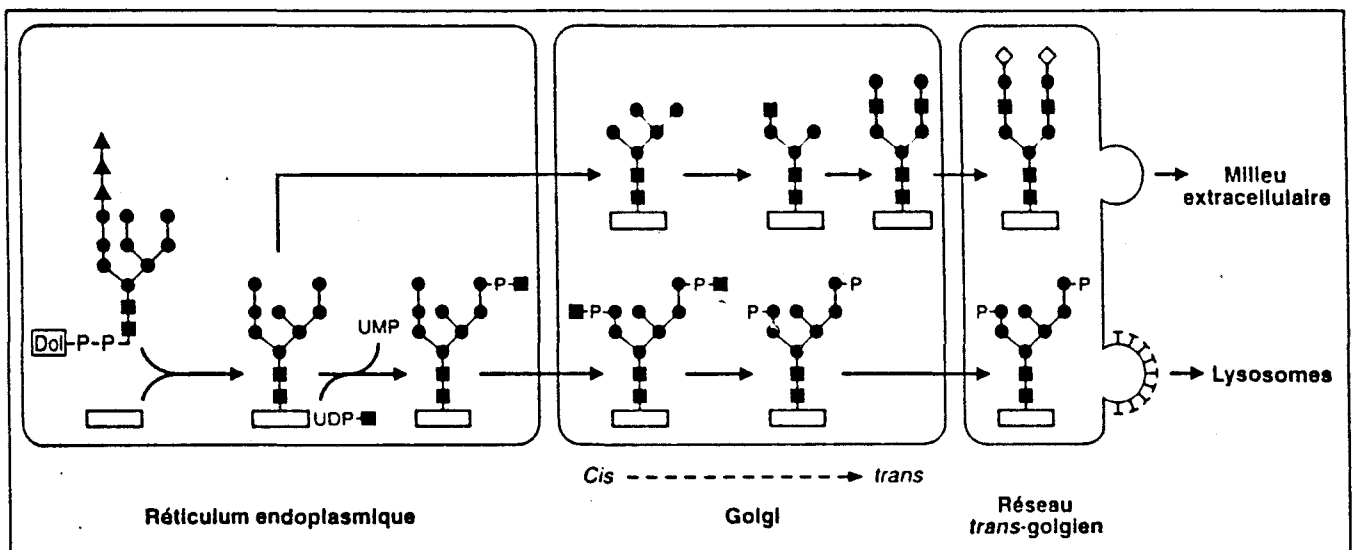 Milieu
extracellulaire
Dol-P-P
UMP
UDP
P
P
P
P
P
P
P
Lysosomes
Cis
trans
Réticulum endoplasmique
Golgi
Réseau
trans-golgien